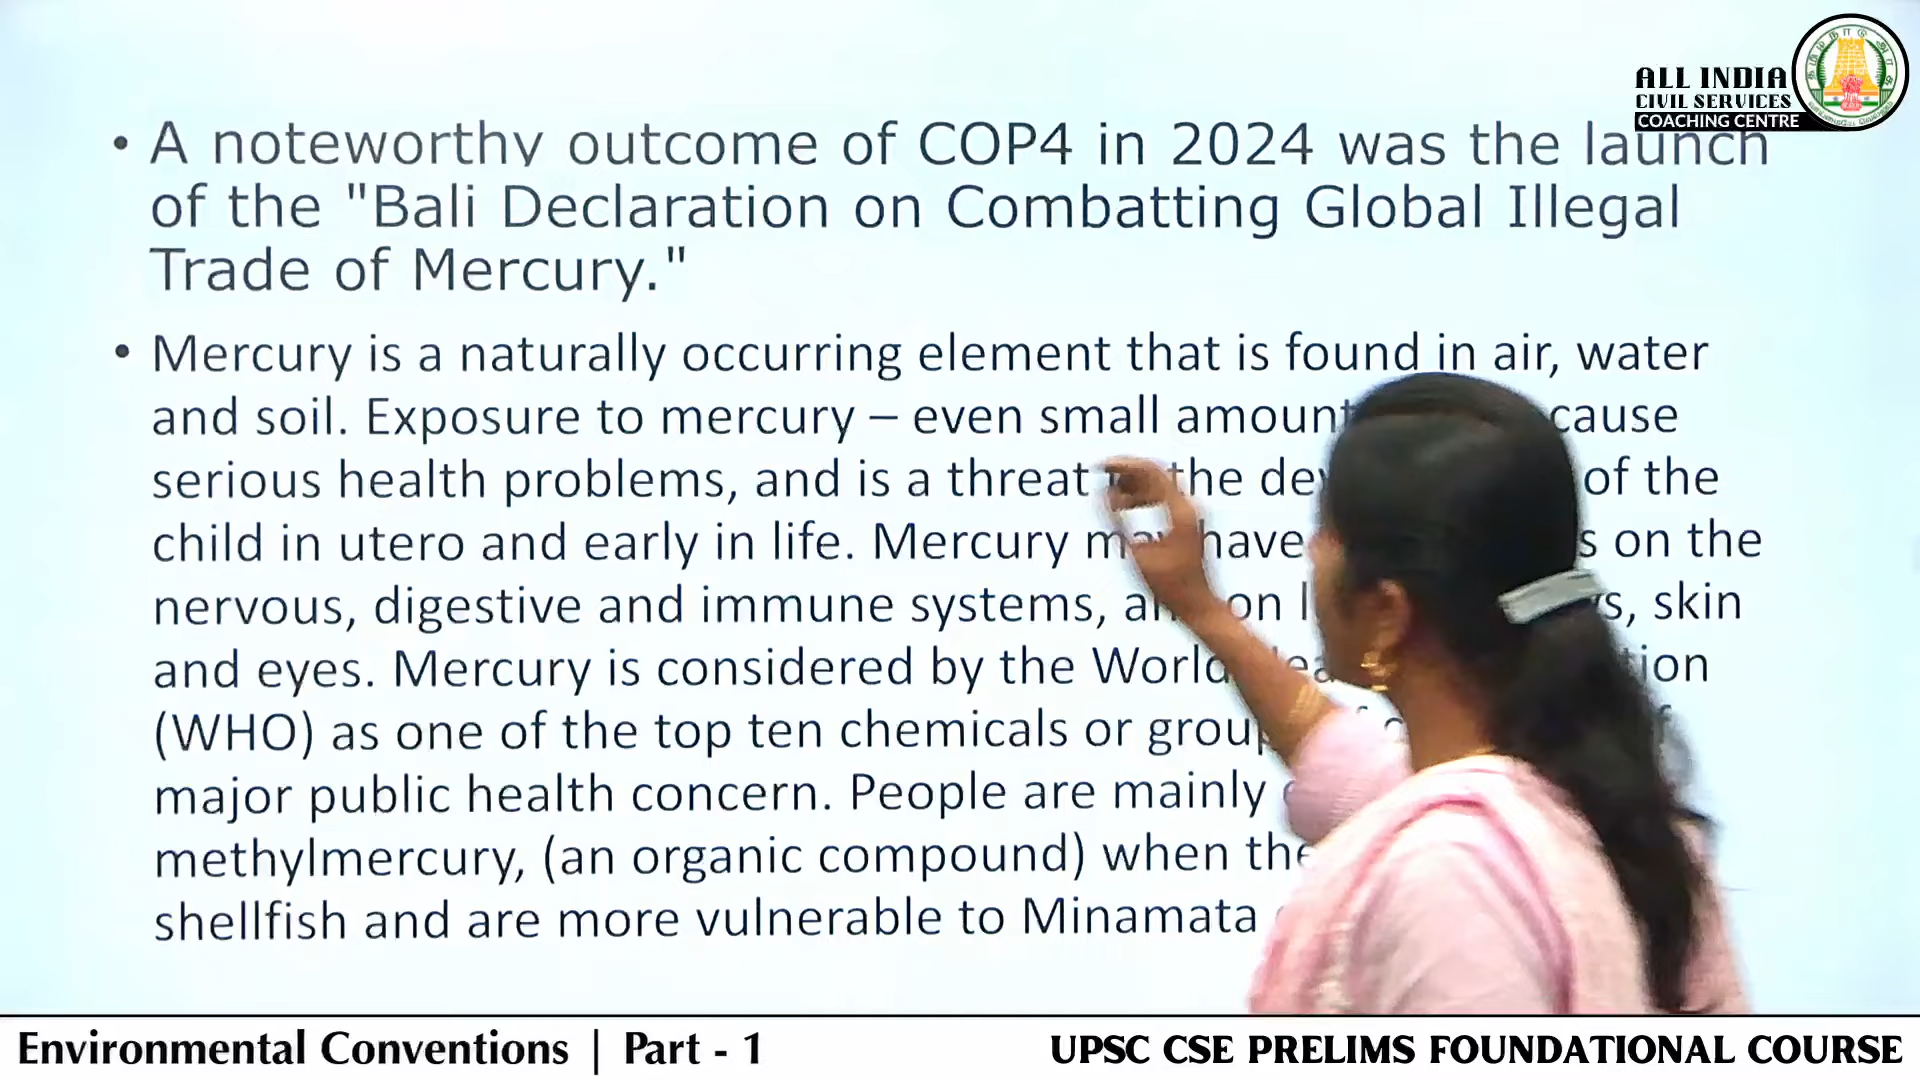 ALL INDIA
CIVIL SERVICES
COACHING CENTRE
• A noteworthy outcome of COP4 in 2024 was the launch
of the "Bali Declaration on Combatting Global Illegal
Trade of Mercury."
• Mercury is a naturally occurring element that is found in air, water
and soil. Exposure to mercury – even small amount cause
serious health problems, and is a threat the de of the
child in utero and early in life. Mercury have on the
nervous, digestive and immune systems, on skin
and eyes. Mercury is considered by the World
(WHO) as one of the top ten chemicals or
major public health concern. People are mainly
methylmercury, (an organic compound) when
shellfish and are more vulnerable to Minamata
Environmental Conventions | Part - 1
UPSC CSE PRELIMS FOUNDATIONAL COURSE